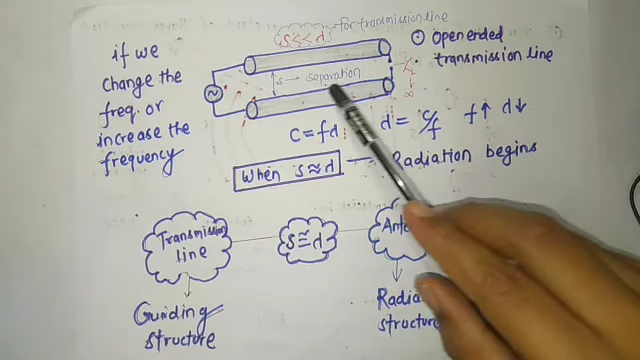 for transmission line
s << d
① open ended
transmission line
if we
change the
freq. or
increase the
frequency
s → separation
∞
c = fd
d = c/f
f↑ d↓
When s ≈ d
Radiation begins
Transmission
line
s ≅ d
Guiding
structure
structure